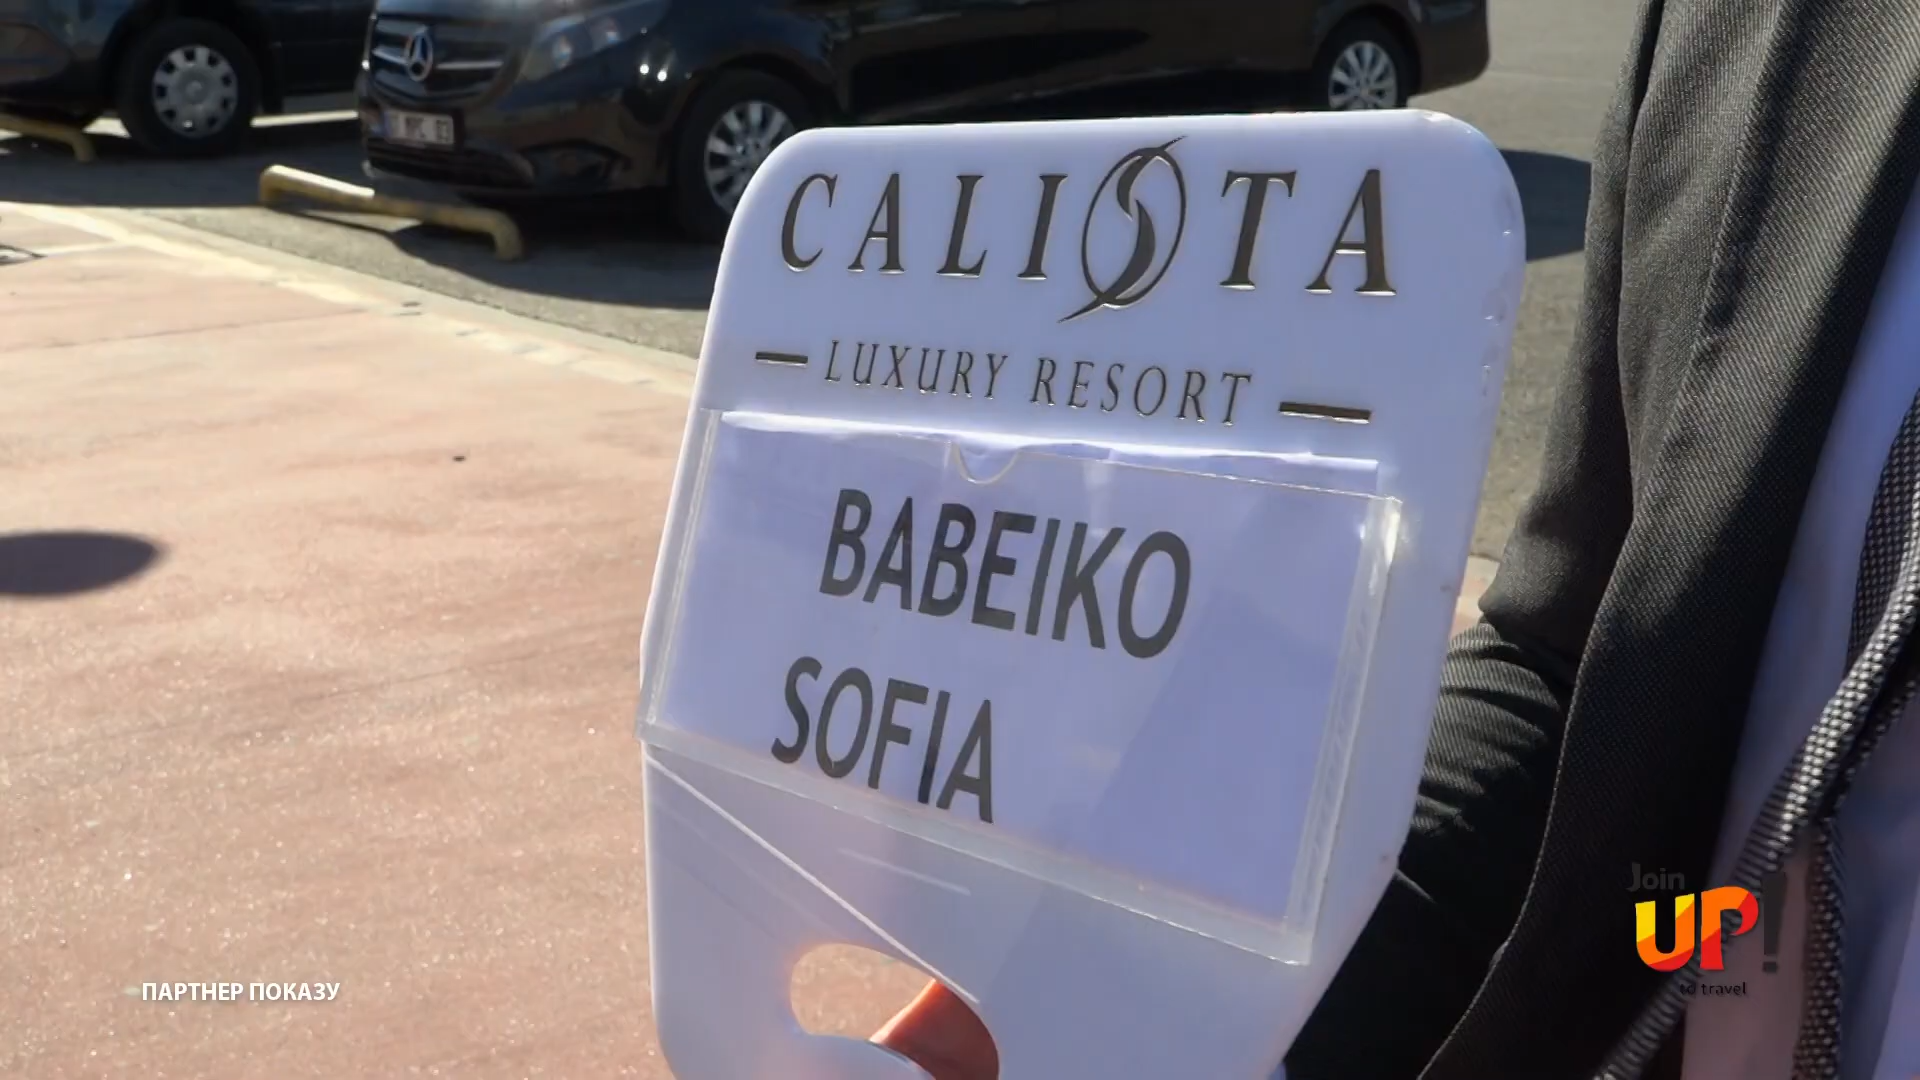 CALISTA
LUXURY RESORT
BABEIKO
SOFIA
Join
UP!
to travel
ПАРТНЕР ПОКАЗУ